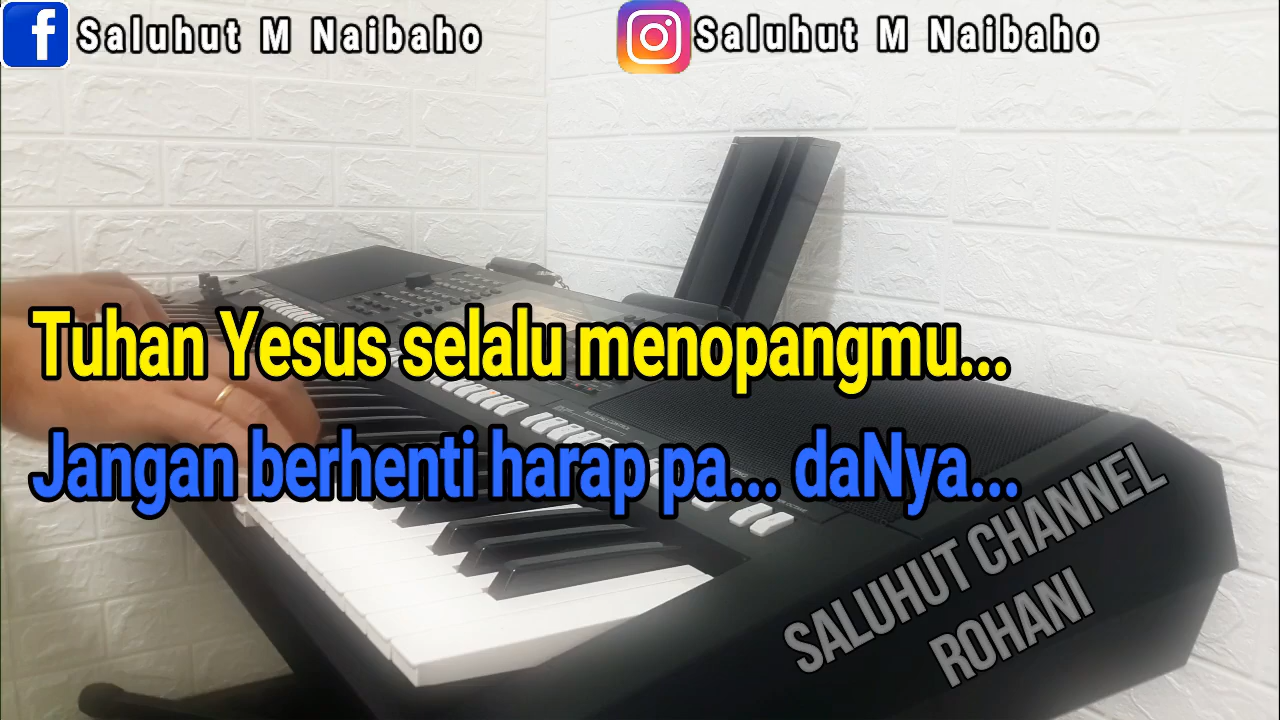 Saluhut M Naibaho
Saluhut M Naibaho
Tuhan Yesus selalu menopangmu...
Jangan berhenti harap pa... daNya...
SALUHUT CHANNEL
ROHANI